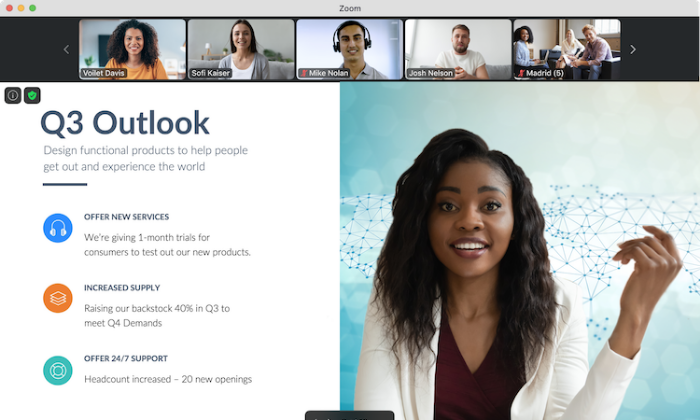 Zoom
Voilet Davis
Sofi Kaiser
Mike Nolan
Josh Nelson
Madrid (5)
Q3 Outlook
Design functional products to help people
get out and experience the world
OFFER NEW SERVICES
We're giving 1-month trials for
consumers to test out our new products.
INCREASED SUPPLY
Raising our backstock 40% in Q3 to
meet Q4 Demands
OFFER 24/7 SUPPORT
Headcount increased – 20 new openings